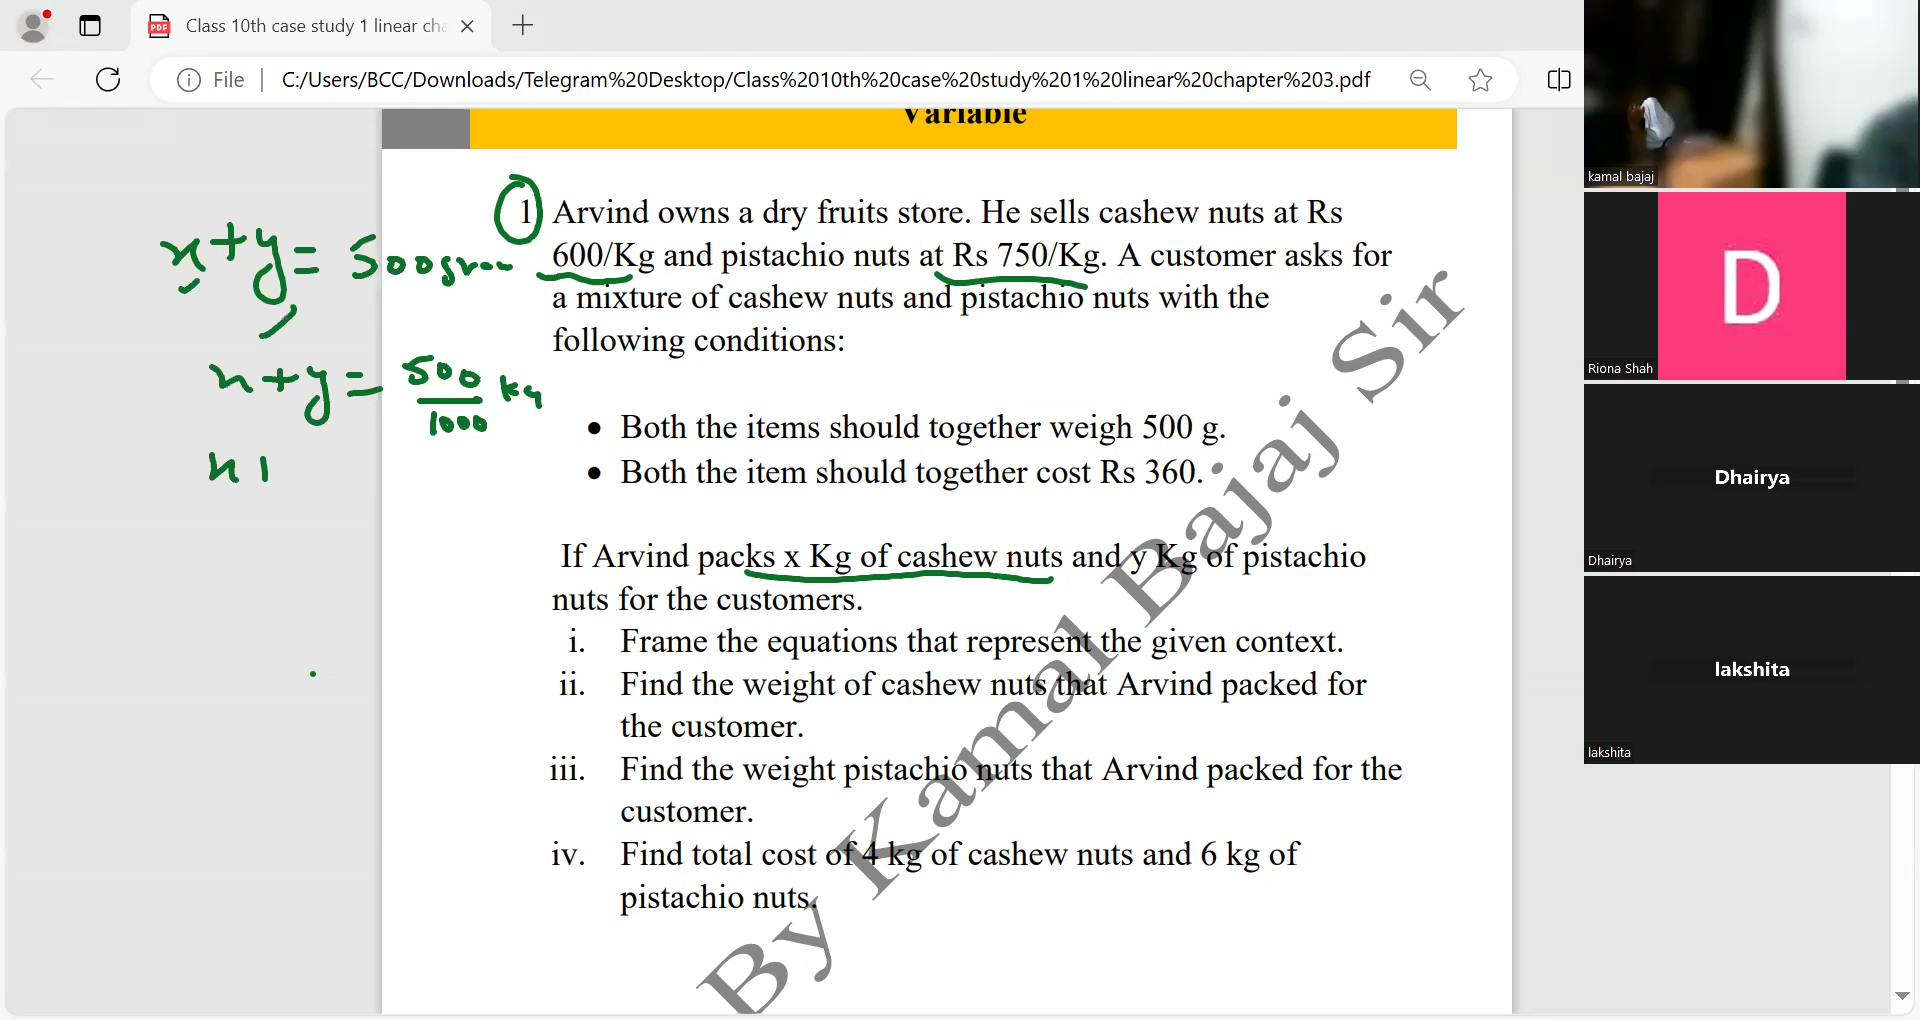 Class 10th case study 1 linear cha
File
C:/Users/BCC/Downloads/Telegram%20Desktop/Class%2010th%20case%20study%201%20linear%20chapter%203.pdf
Variable
1 Arvind owns a dry fruits store. He sells cashew nuts at Rs
600/Kg and pistachio nuts at Rs 750/Kg. A customer asks for
a mixture of cashew nuts and pistachio nuts with the
following conditions:
• Both the items should together weigh 500 g.
• Both the item should together cost Rs 360.
If Arvind packs x Kg of cashew nuts and y Kg of pistachio
nuts for the customers.
i. Frame the equations that represent the given context.
ii. Find the weight of cashew nuts that Arvind packed for
the customer.
iii. Find the weight pistachio nuts that Arvind packed for the
customer.
iv. Find total cost of 4 kg of cashew nuts and 6 kg of
pistachio nuts.
By Kamal Bajaj Sir
x+y= 500gram
x+y= 500/1000 kg
x
kamal bajaj
D
Riona Shah
Dhairya
Dhairya
lakshita
lakshita